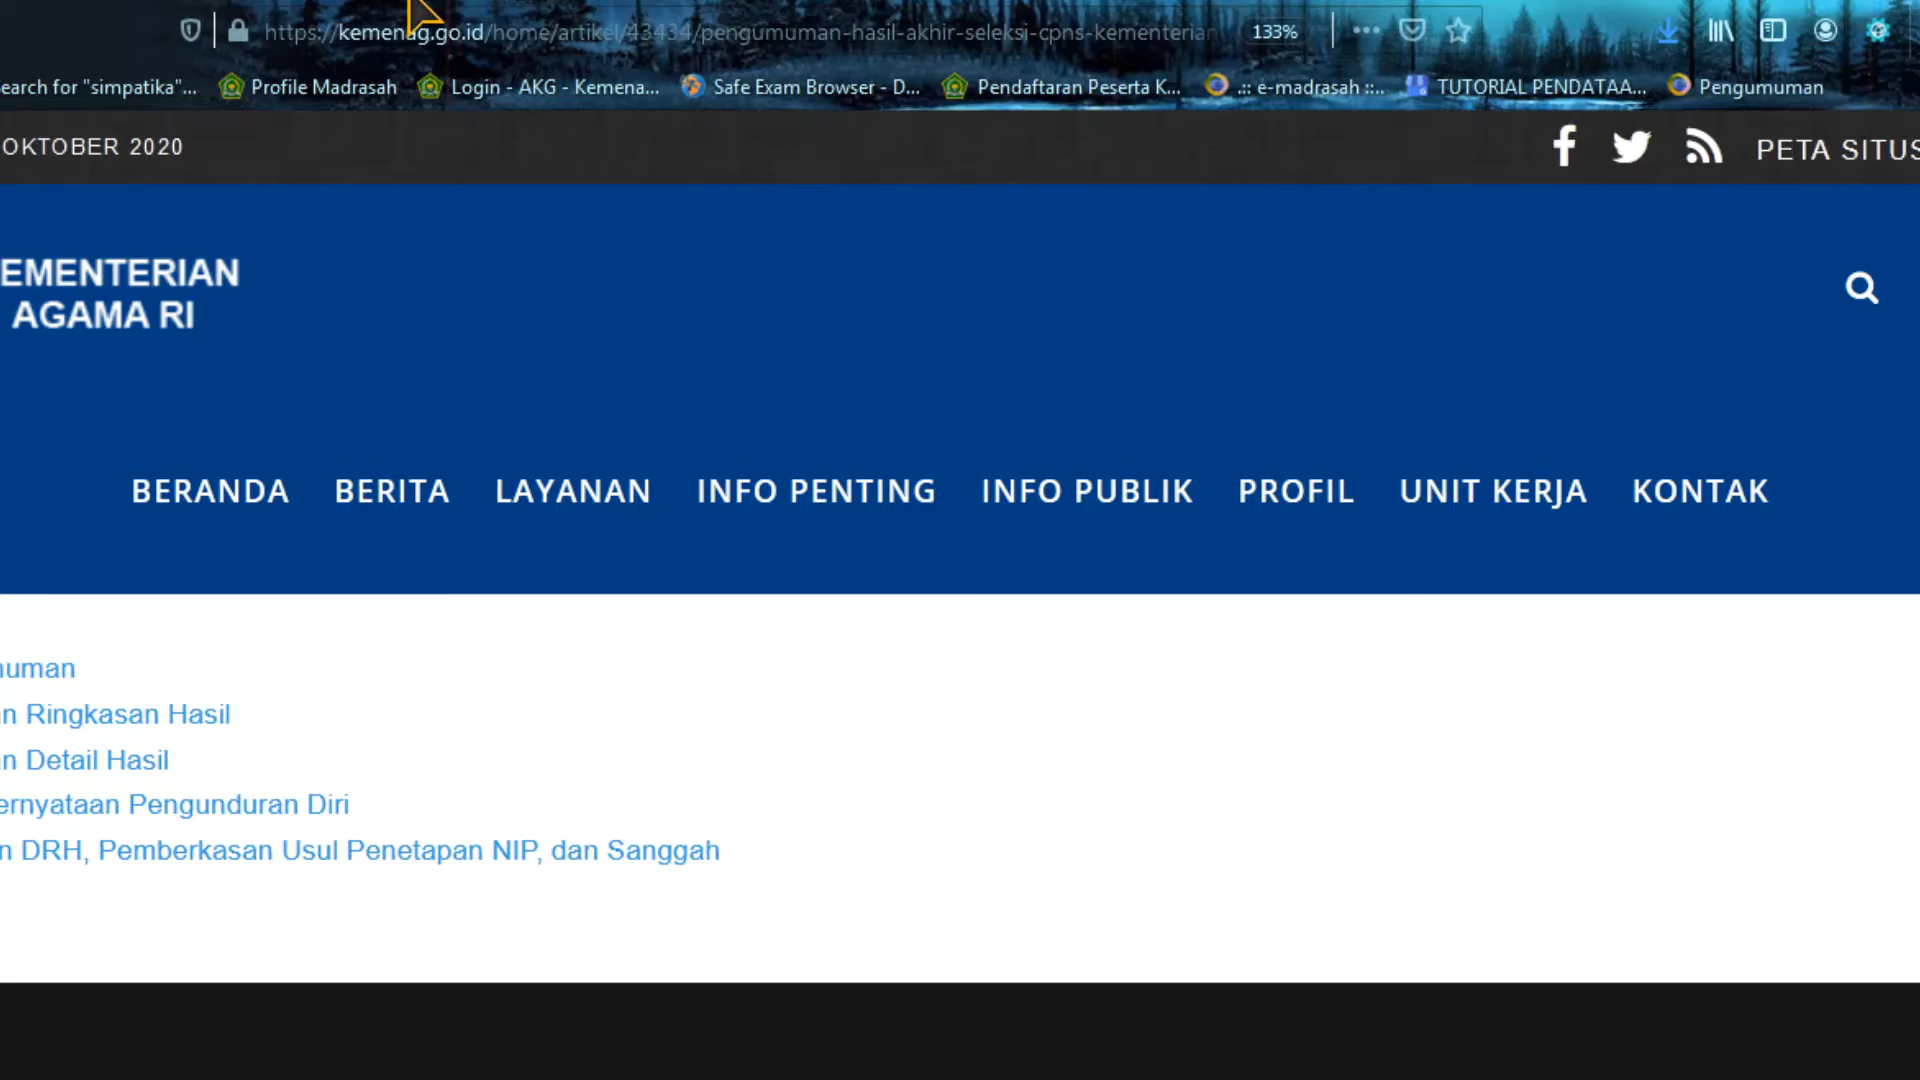 https://kemenag.go.id/home/artikel/43434/pengumuman-hasil-akhir-seleksi-cpns-kementerian 133%
earch for "simpatika"... Profile Madrasah Login - AKG - Kemena... Safe Exam Browser - D... Pendaftaran Peserta K... .:: e-madrasah ::... TUTORIAL PENDATAA... Pengumuman
OKTOBER 2020 PETA SITUS
EMENTERIAN
AGAMA RI
BERANDA BERITA LAYANAN INFO PENTING INFO PUBLIK PROFIL UNIT KERJA KONTAK
numan
an Ringkasan Hasil
an Detail Hasil
ernyataan Pengunduran Diri
n DRH, Pemberkasan Usul Penetapan NIP, dan Sanggah